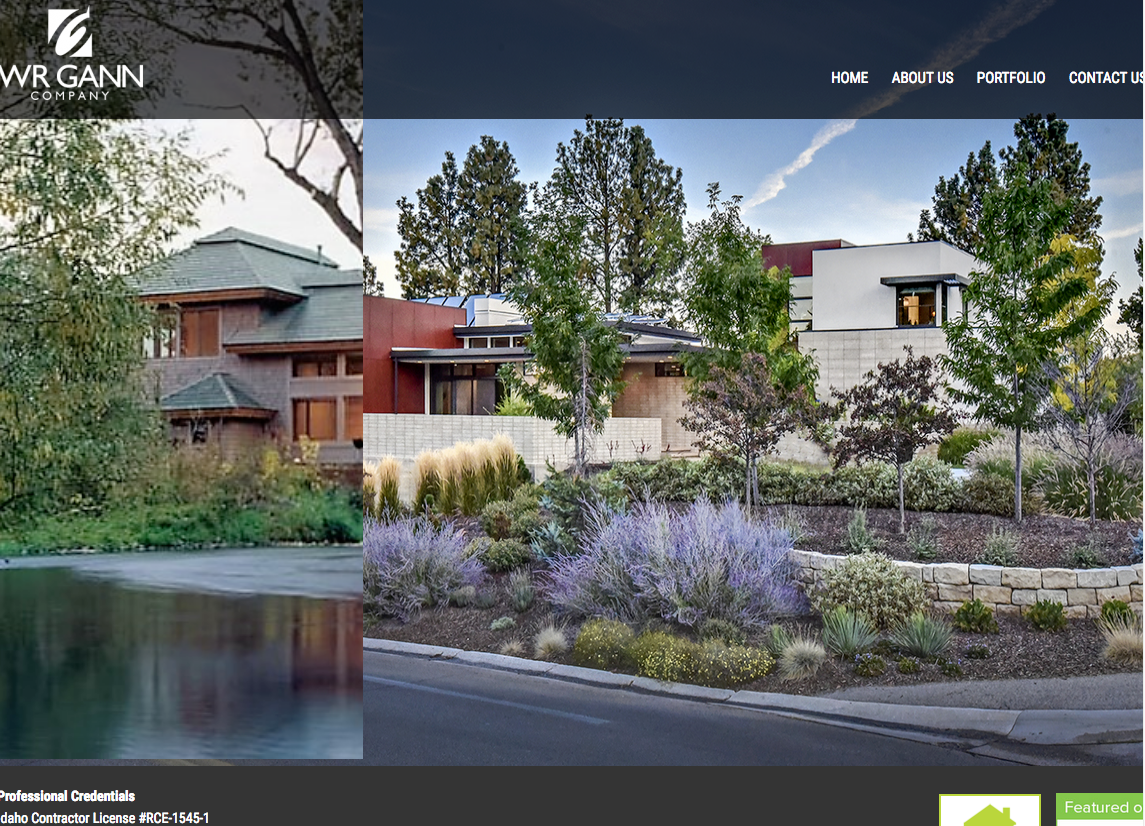 WR GANN
COMPANY
HOME ABOUT US PORTFOLIO CONTACT US
Professional Credentials
daho Contractor License #RCE-1545-1
Featured o